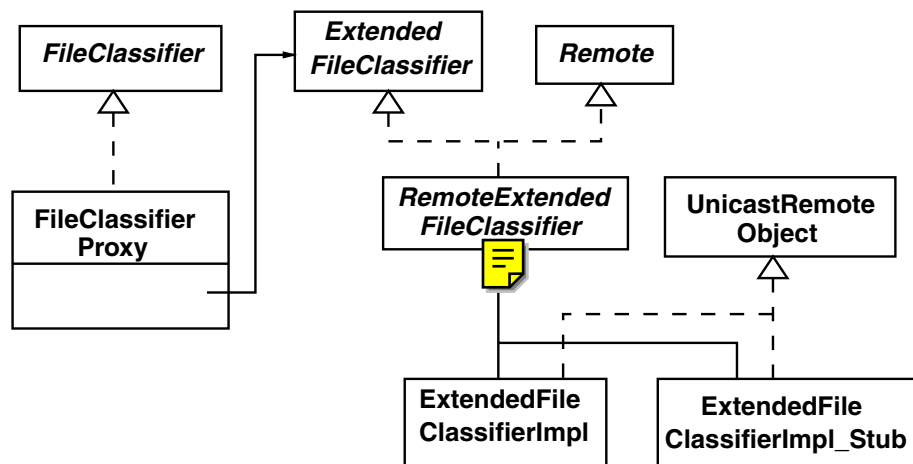 FileClassifier
Extended
FileClassifier
Remote
FileClassifier
Proxy
RemoteExtended
FileClassifier
UnicastRemote
Object
ExtendedFile
ClassifierImpl
ExtendedFile
ClassifierImpl_Stub